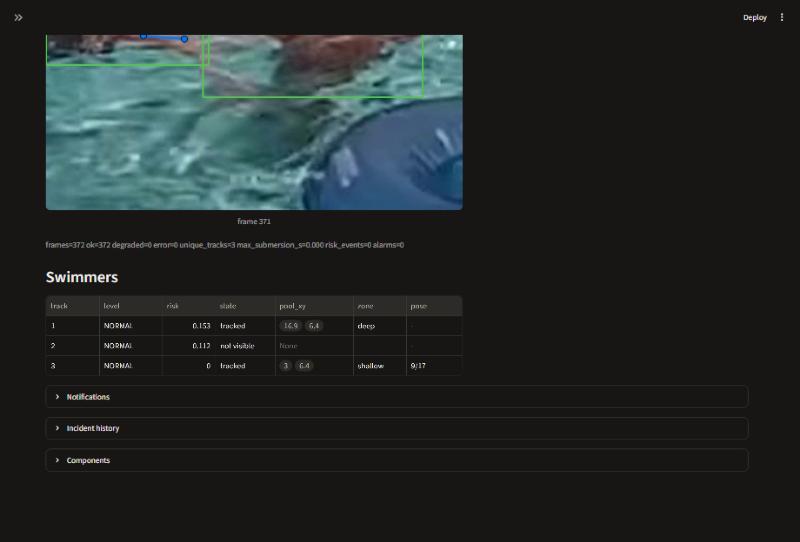 Deploy
frame 371
frames=372 ok=372 degraded=0 error=0 unique_tracks=3 max_submersion_s=0.000 risk_events=0 alarms=0
Swimmers
track level risk state pool_xy zone pose
1 NORMAL 0.153 tracked 16.9 6.4 deep -
2 NORMAL 0.112 not visible None -
3 NORMAL 0 tracked 3 6.4 shallow 9/17
Notifications
Incident history
Components